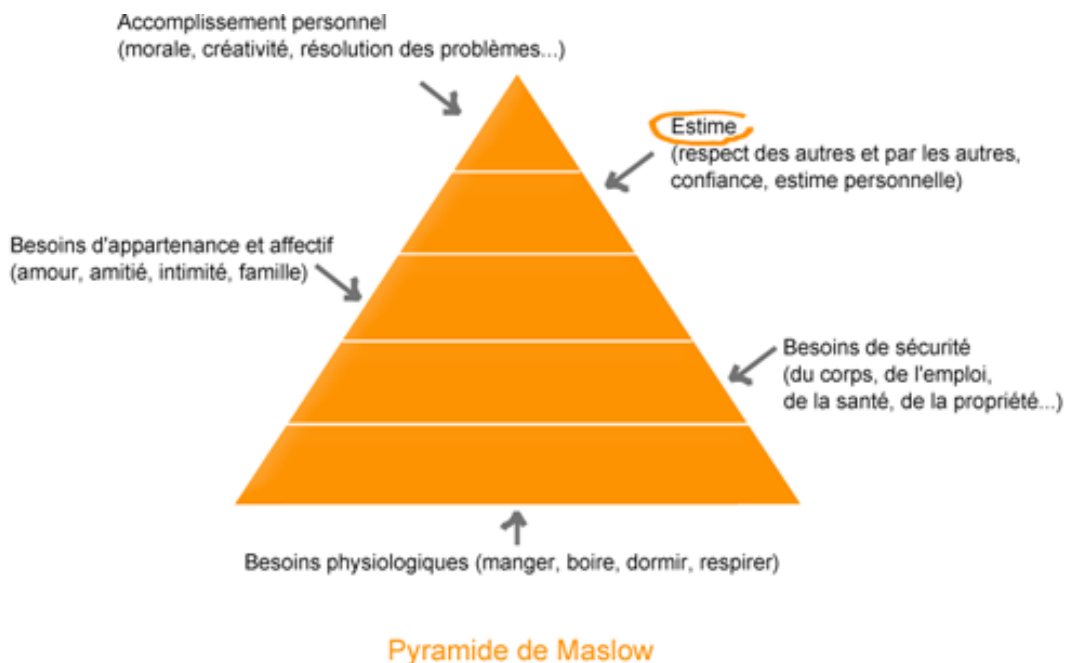 Accomplissement personnel
(morale, créativité, résolution des problèmes...)
Estime
(respect des autres et par les autres,
confiance, estime personnelle)
Besoins d'appartenance et affectif
(amour, amitié, intimité, famille)
Besoins de sécurité
(du corps, de l'emploi,
de la santé, de la propriété...)
Besoins physiologiques (manger, boire, dormir, respirer)
Pyramide de Maslow